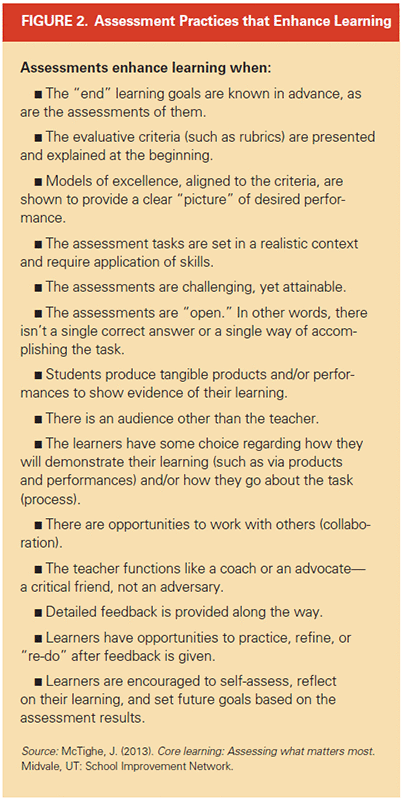 FIGURE 2. Assessment Practices that Enhance Learning
Assessments enhance learning when:
■ The “end” learning goals are known in advance, as
are the assessments of them.
■ The evaluative criteria (such as rubrics) are presented
and explained at the beginning.
■ Models of excellence, aligned to the criteria, are
shown to provide a clear “picture” of desired perfor-
mance.
■ The assessment tasks are set in a realistic context
and require application of skills.
■ The assessments are challenging, yet attainable.
■ The assessments are “open.” In other words, there
isn’t a single correct answer or a single way of accom-
plishing the task.
■ Students produce tangible products and/or perfor-
mances to show evidence of their learning.
■ There is an audience other than the teacher.
■ The learners have some choice regarding how they
will demonstrate their learning (such as via products
and performances) and/or how they go about the task
(process).
■ There are opportunities to work with others (collabo-
ration).
■ The teacher functions like a coach or an advocate—
a critical friend, not an adversary.
■ Detailed feedback is provided along the way.
■ Learners have opportunities to practice, refine, or
“re-do” after feedback is given.
■ Learners are encouraged to self-assess, reflect
on their learning, and set future goals based on the
assessment results.
Source: McTighe, J. (2013). Core learning: Assessing what matters most.
Midvale, UT: School Improvement Network.